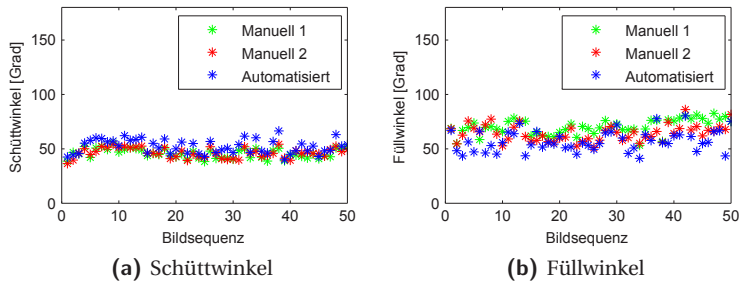 150
100
50
0
Schüttwinkel [Grad]
Manuell 1
Manuell 2
Automatisiert
0 10 20 30 40 50
Bildsequenz
(a) Schüttwinkel
150
100
50
0
Füllwinkel [Grad]
Manuell 1
Manuell 2
Automatisiert
0 10 20 30 40 50
Bildsequenz
(b) Füllwinkel